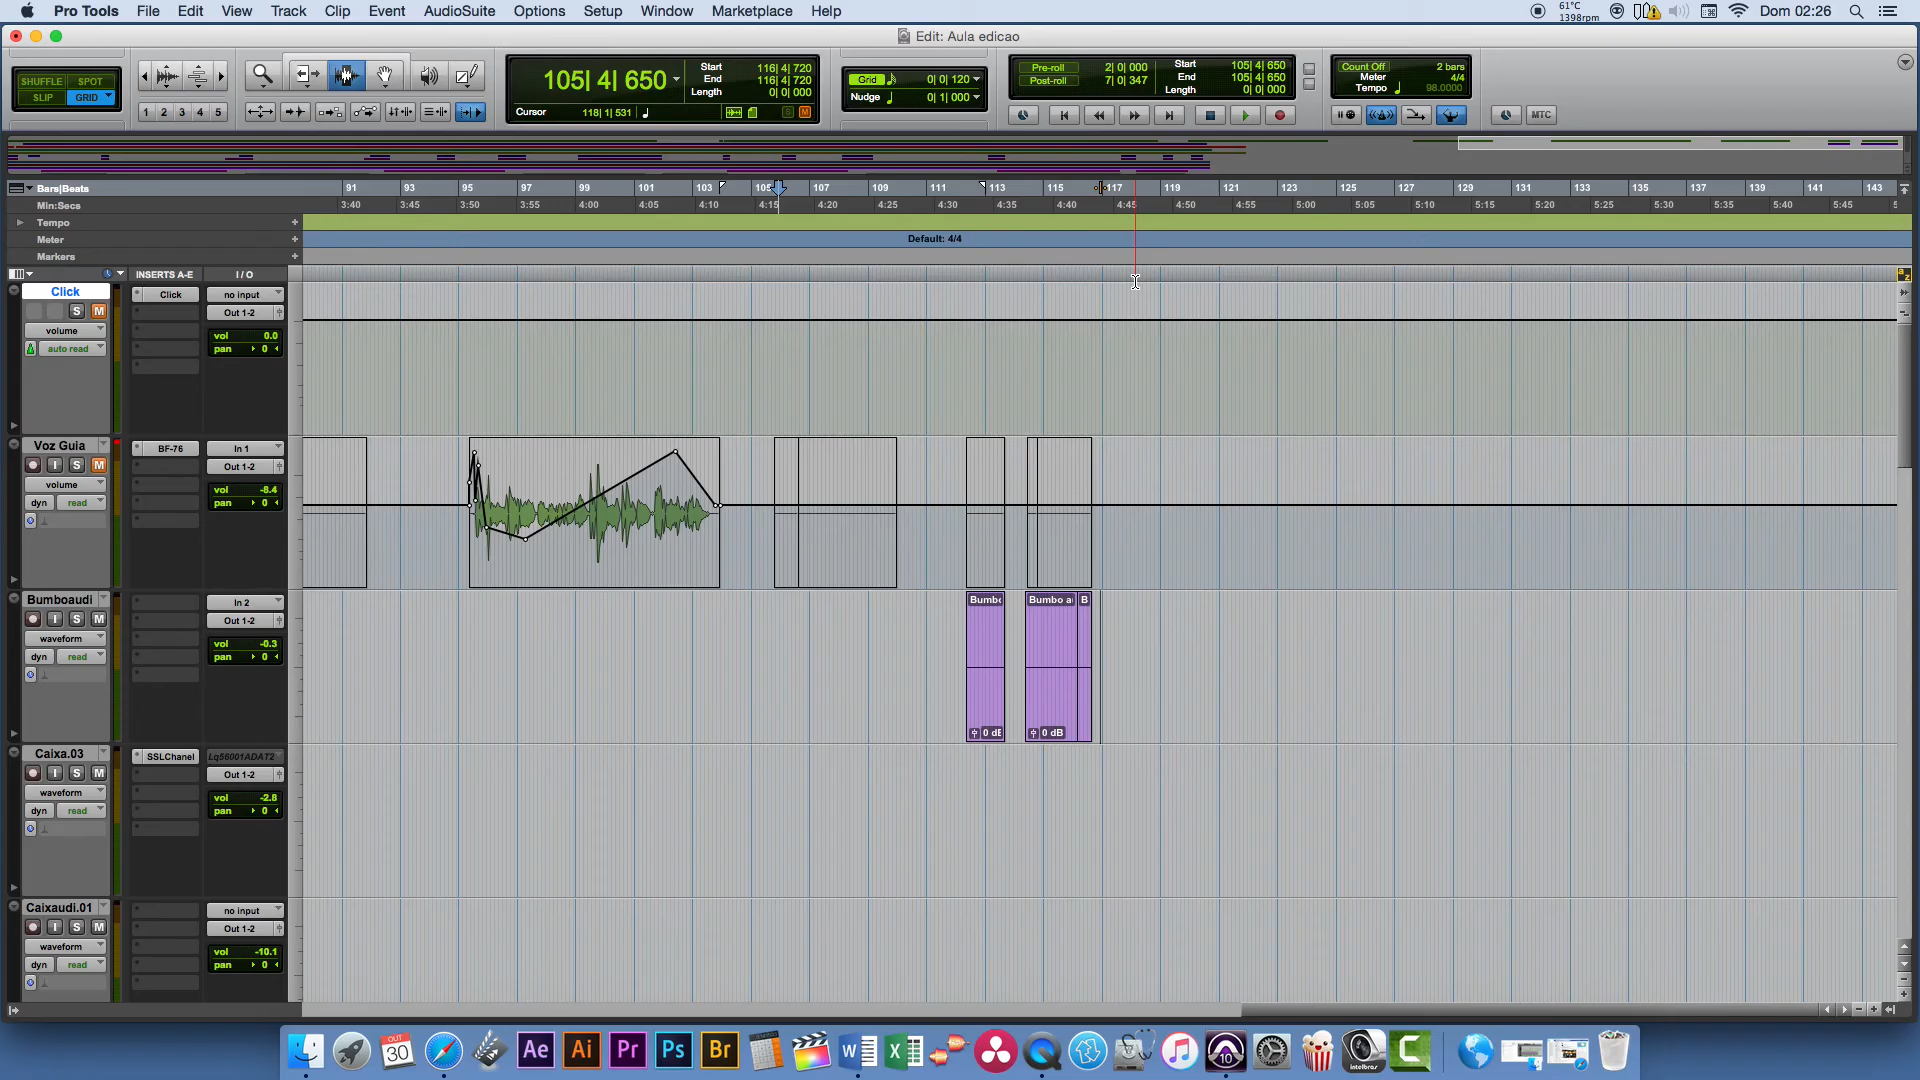 Pro Tools File Edit View Track Clip Event AudioSuite Options Setup Window Marketplace Help 61°C 1398rpm Dom 02:26
Edit: Aula edicao
SHUFFLE SPOT
SLIP GRID
1 2 3 4 5
105| 4| 650
Start 116| 4| 720
End 116| 4| 720
Length 0| 0| 000
Cursor 118| 1| 531
Grid 0| 0| 120
Nudge 0| 1| 000
Pre-roll 2| 0| 000
Post-roll 7| 0| 347
Start 105| 4| 650
End 105| 4| 650
Length 0| 0| 000
Count Off 2 bars
Meter 4/4
Tempo 98.0000
MTC
Bars|Beats 91 93 95 97 99 101 103 105 107 109 111 113 115 117 119 121 123 125 127 129 131 133 135 137 139 141 143
Min:Secs 3:40 3:45 3:50 3:55 4:00 4:05 4:10 4:15 4:20 4:25 4:30 4:35 4:40 4:45 4:50 4:55 5:00 5:05 5:10 5:15 5:20 5:25 5:30 5:35 5:40 5:45 5
Tempo
Meter Default: 4/4
Markers
INSERTS A-E I / O
Click Click no input
S M Out 1-2
volume vol 0.0
auto read pan 0
Voz Guia BF-76 In 1
I S M Out 1-2
volume vol -8.4
dyn read pan 0
Bumboaudi In 2
I S M Out 1-2
waveform vol -0.3
dyn read pan 0
Bumbo Bumbo a B
0 dB 0 dB
Caixa.03 SSLChanel Lq56001ADAT2
I S M Out 1-2
waveform vol -2.8
dyn read pan 0
Caixaudi.01 no input
I S M Out 1-2
waveform vol -10.1
dyn read pan 0
OUT 30 Ae Ai Pr Ps Br W X 10 intelbras C